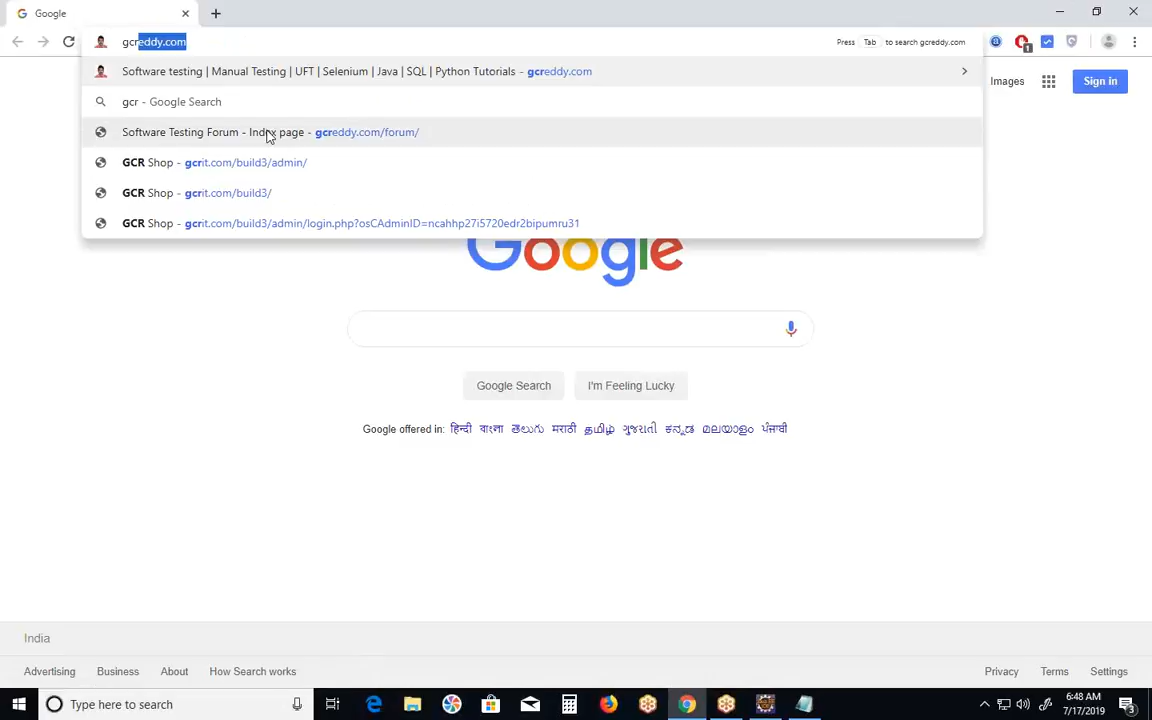 Google
gcreddy.com
Press Tab to search gcreddy.com
1
Software testing | Manual Testing | UFT | Selenium | Java | SQL | Python Tutorials - gcreddy.com
gcr - Google Search
Software Testing Forum - Index page - gcreddy.com/forum/
GCR Shop - gcrit.com/build3/admin/
GCR Shop - gcrit.com/build3/
GCR Shop - gcrit.com/build3/admin/login.php?osCAdminID=ncahhp27i5720edr2bipumru31
Images
Sign in
Google
Google Search
I'm Feeling Lucky
Google offered in: हिन्दी বাংলা తెలుగు मराठी தமிழ் ગુજરાતી ಕನ್ನಡ മലയാളം ਪੰਜਾਬੀ
India
Advertising Business About How Search works
Privacy Terms Settings
Type here to search
6:48 AM
7/17/2019
3